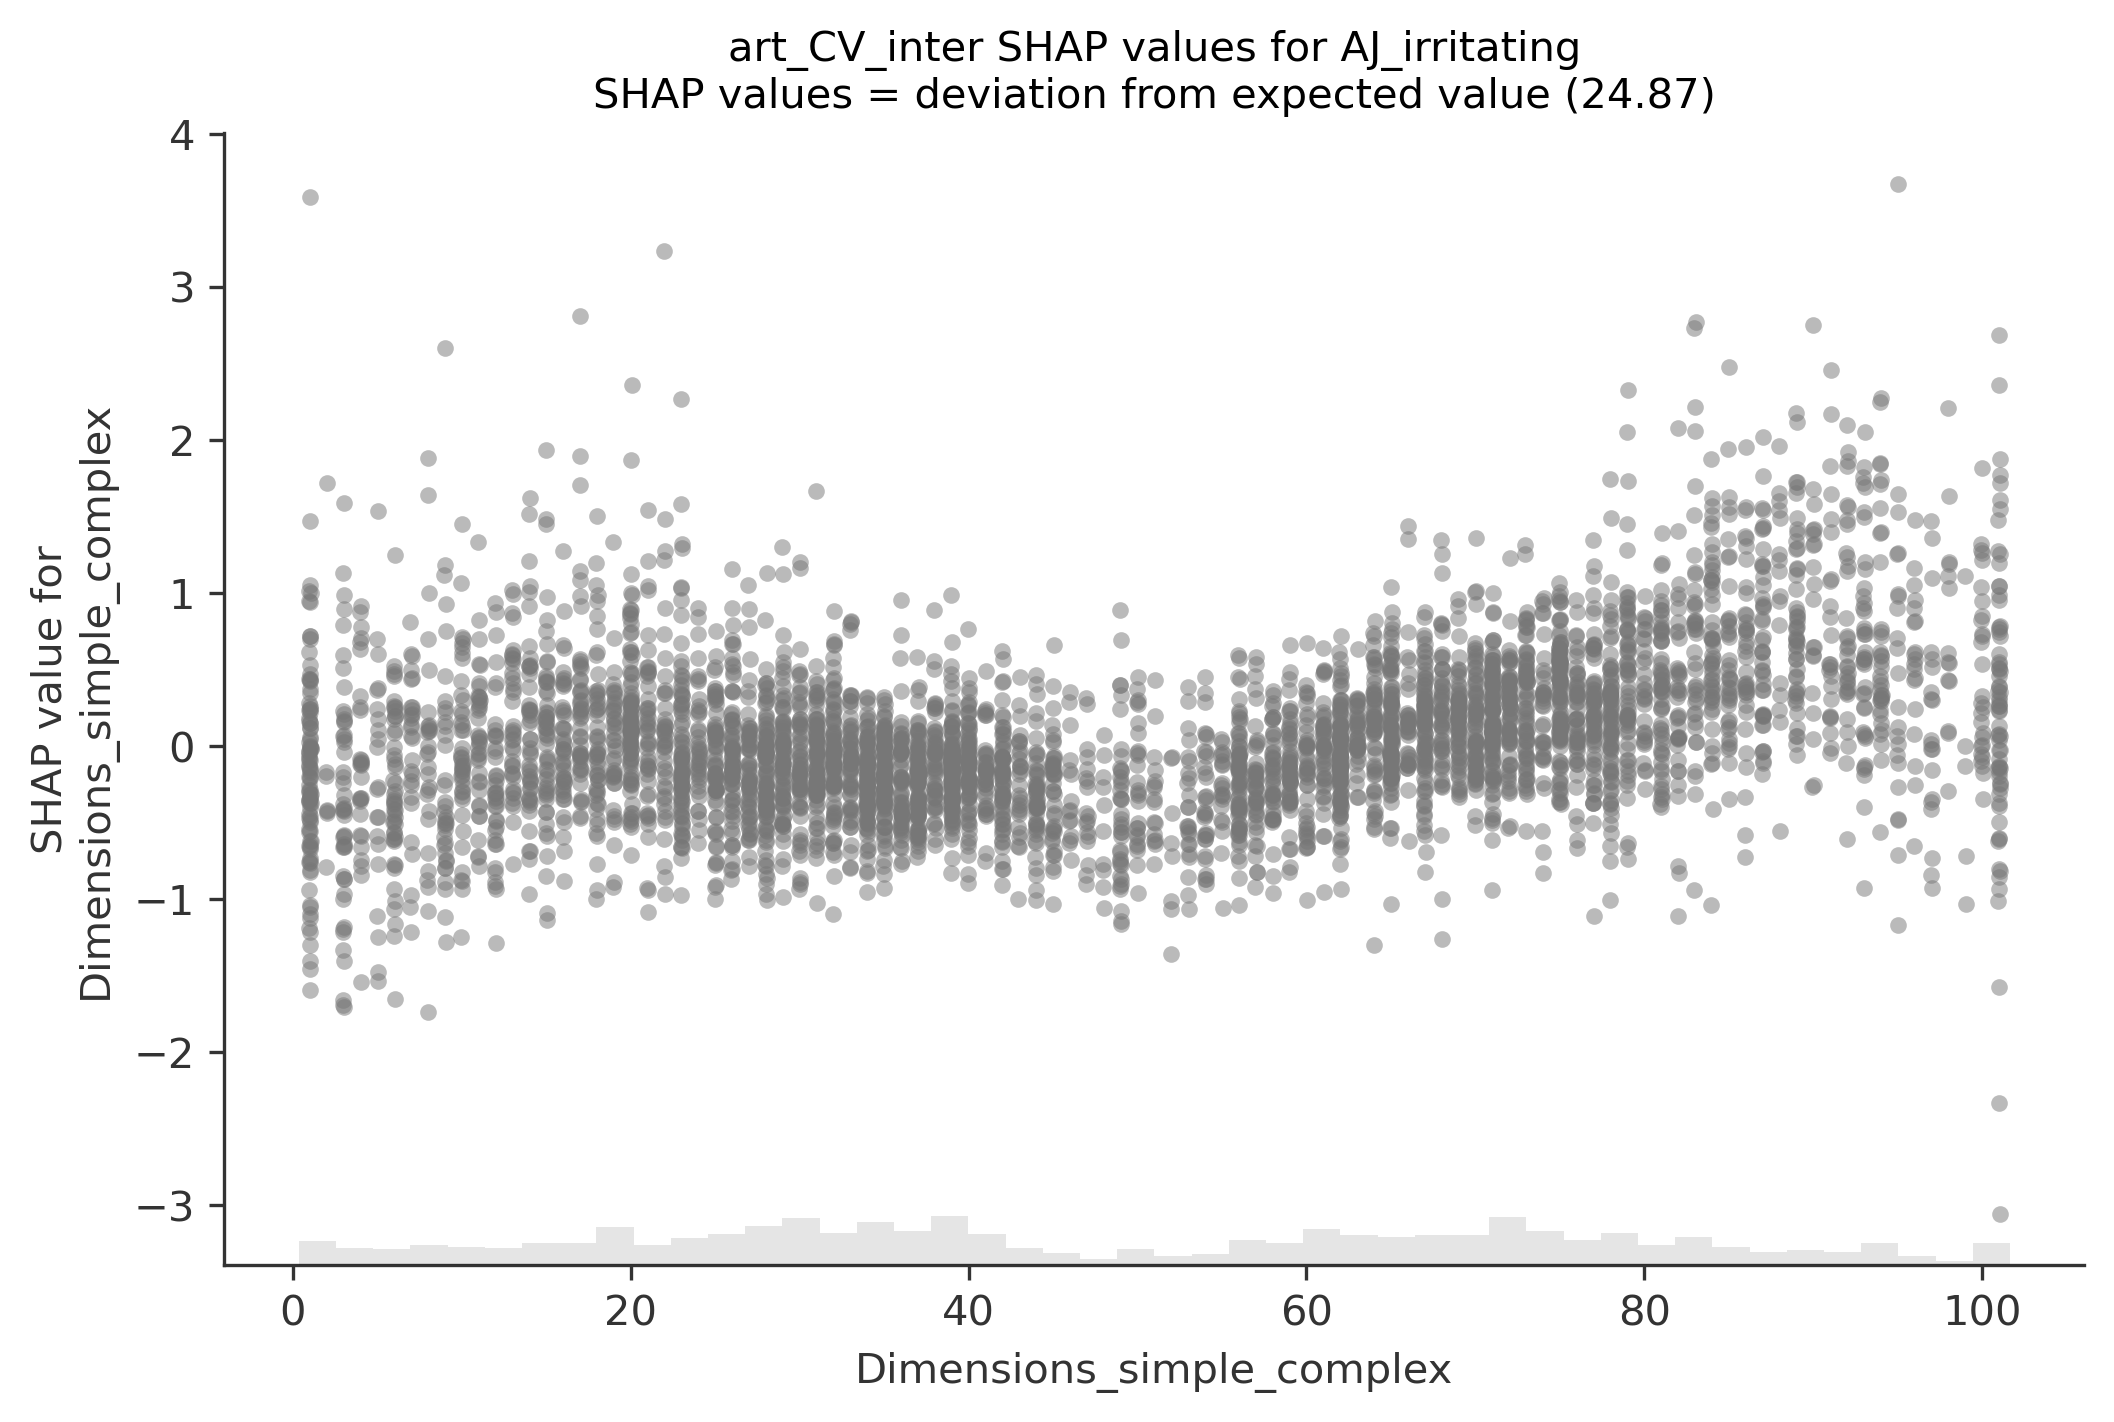 art_CV_inter SHAP values for AJ_irritating
SHAP values = deviation from expected value (24.87)
SHAP value for
Dimensions_simple_complex
4
3
2
1
0
−1
−2
−3
0
20
40
60
80
100
Dimensions_simple_complex